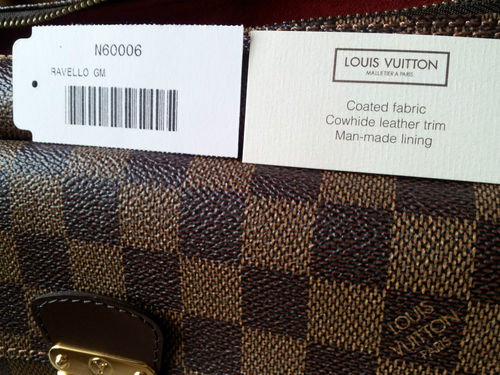 N60006
RAVELLO GM
LOUIS VUITTON
MALLETIER A PARIS
Coated fabric
Cowhide leather trim
Man-made lining
LOUIS
VUITTON